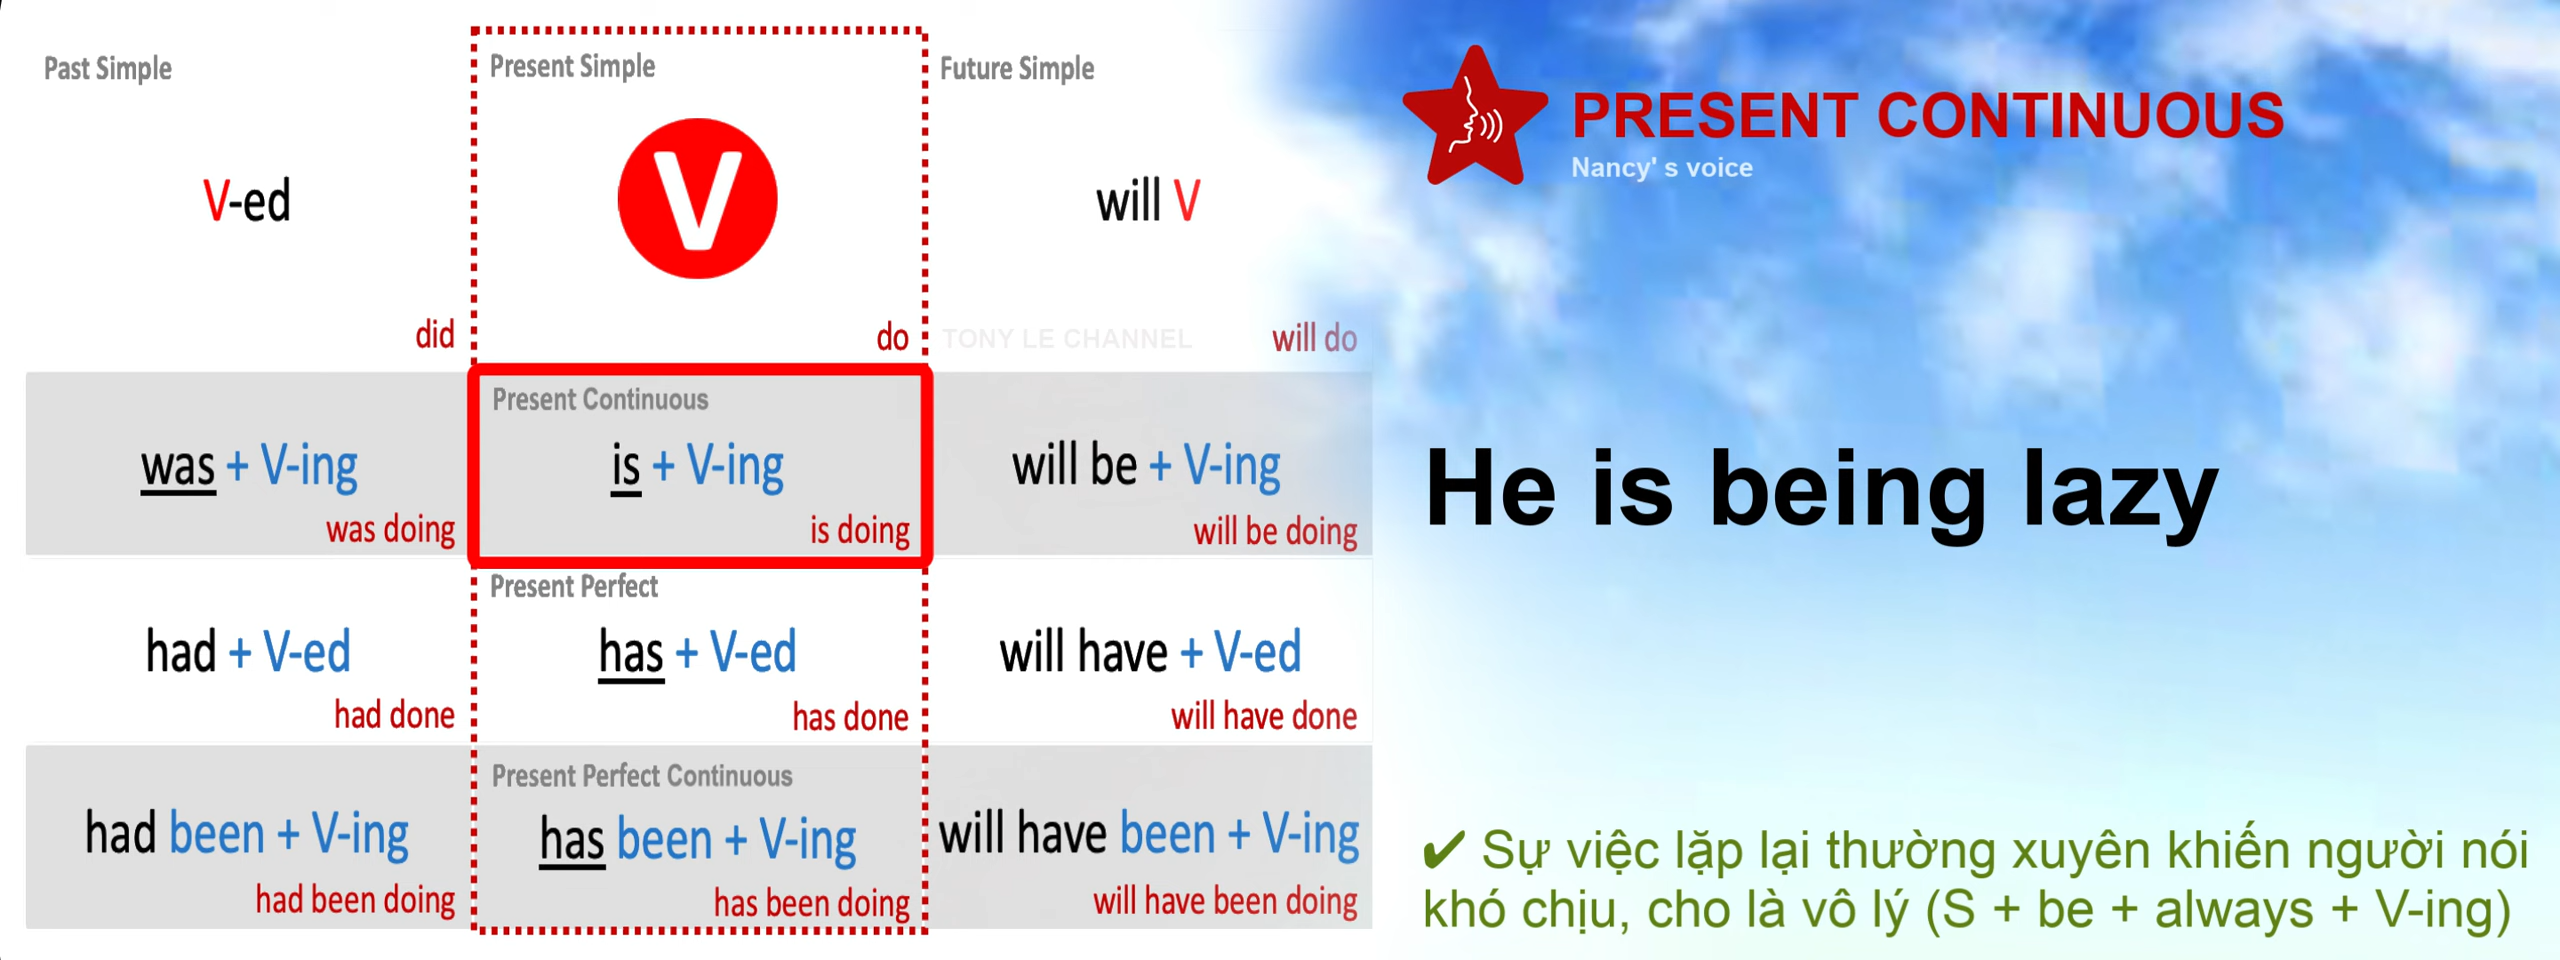 Past Simple
Present Simple
Future Simple
V-ed
V
will V
did
do
TONY LE CHANNEL
will do
Present Continuous
was + V-ing
is + V-ing
will be + V-ing
was doing
is doing
will be doing
Present Perfect
had + V-ed
has + V-ed
will have + V-ed
had done
has done
will have done
Present Perfect Continuous
had been + V-ing
has been + V-ing
will have been + V-ing
had been doing
has been doing
will have been doing
PRESENT CONTINUOUS
Nancy' s voice
He is being lazy
✔ Sự việc lặp lại thường xuyên khiến người nói
khó chịu, cho là vô lý (S + be + always + V-ing)